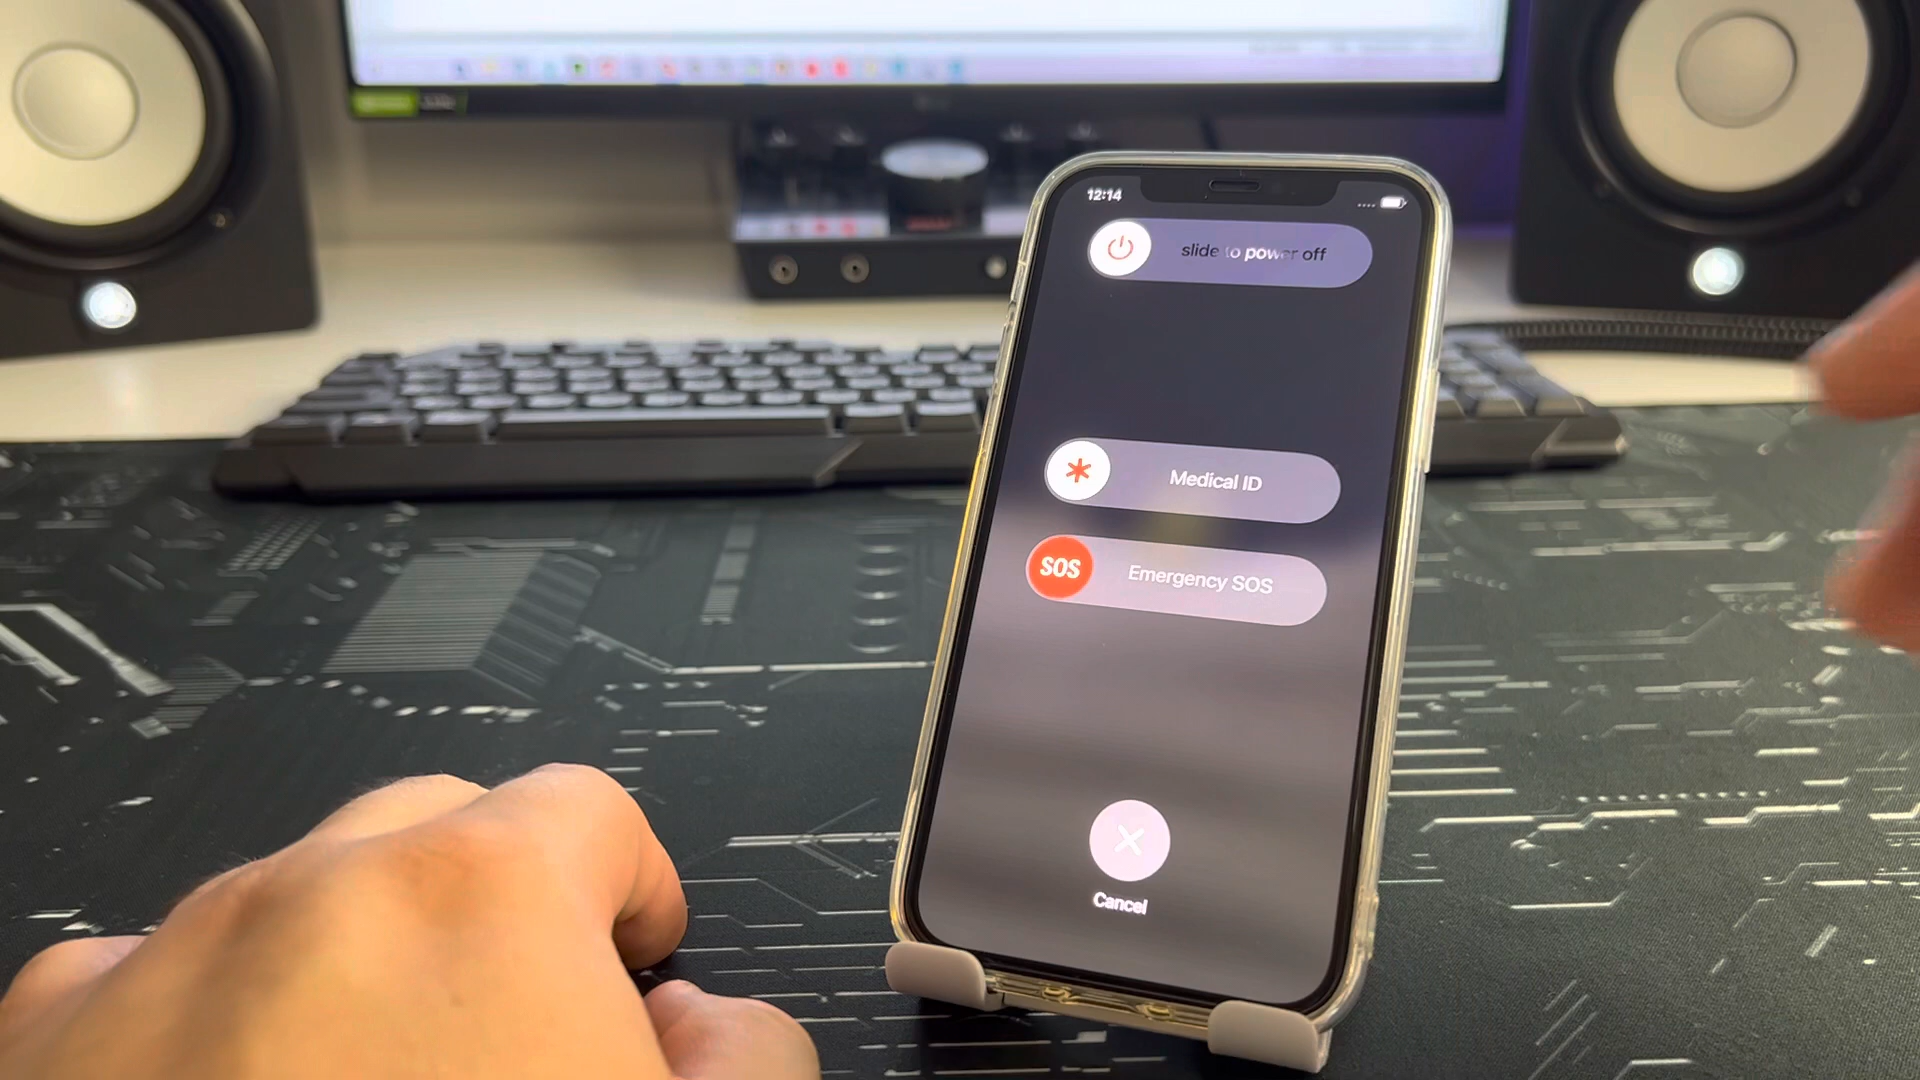 12:14
slide to power off
Medical ID
SOS Emergency SOS
Cancel